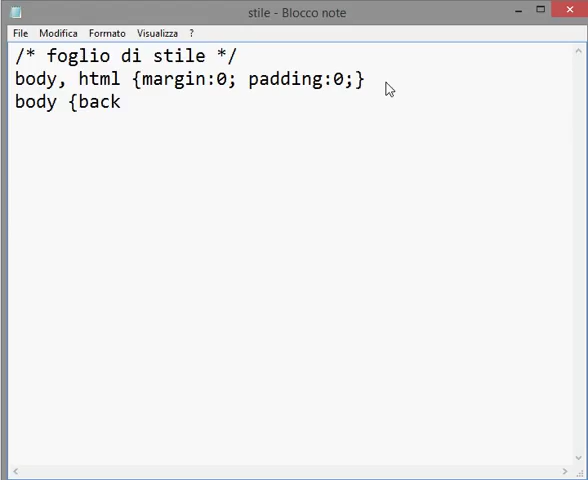 stile - Blocco note
File Modifica Formato Visualizza ?
/* foglio di stile */
body, html {margin:0; padding:0;}
body {back